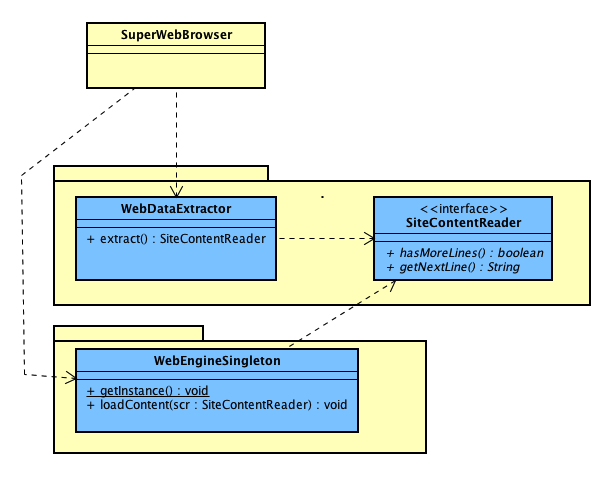 SuperWebBrowser
WebDataExtractor
+ extract() : SiteContentReader
<<interface>>
SiteContentReader
+ hasMoreLines() : boolean
+ getNextLine() : String
WebEngineSingleton
+ getInstance() : void
+ loadContent(scr : SiteContentReader) : void